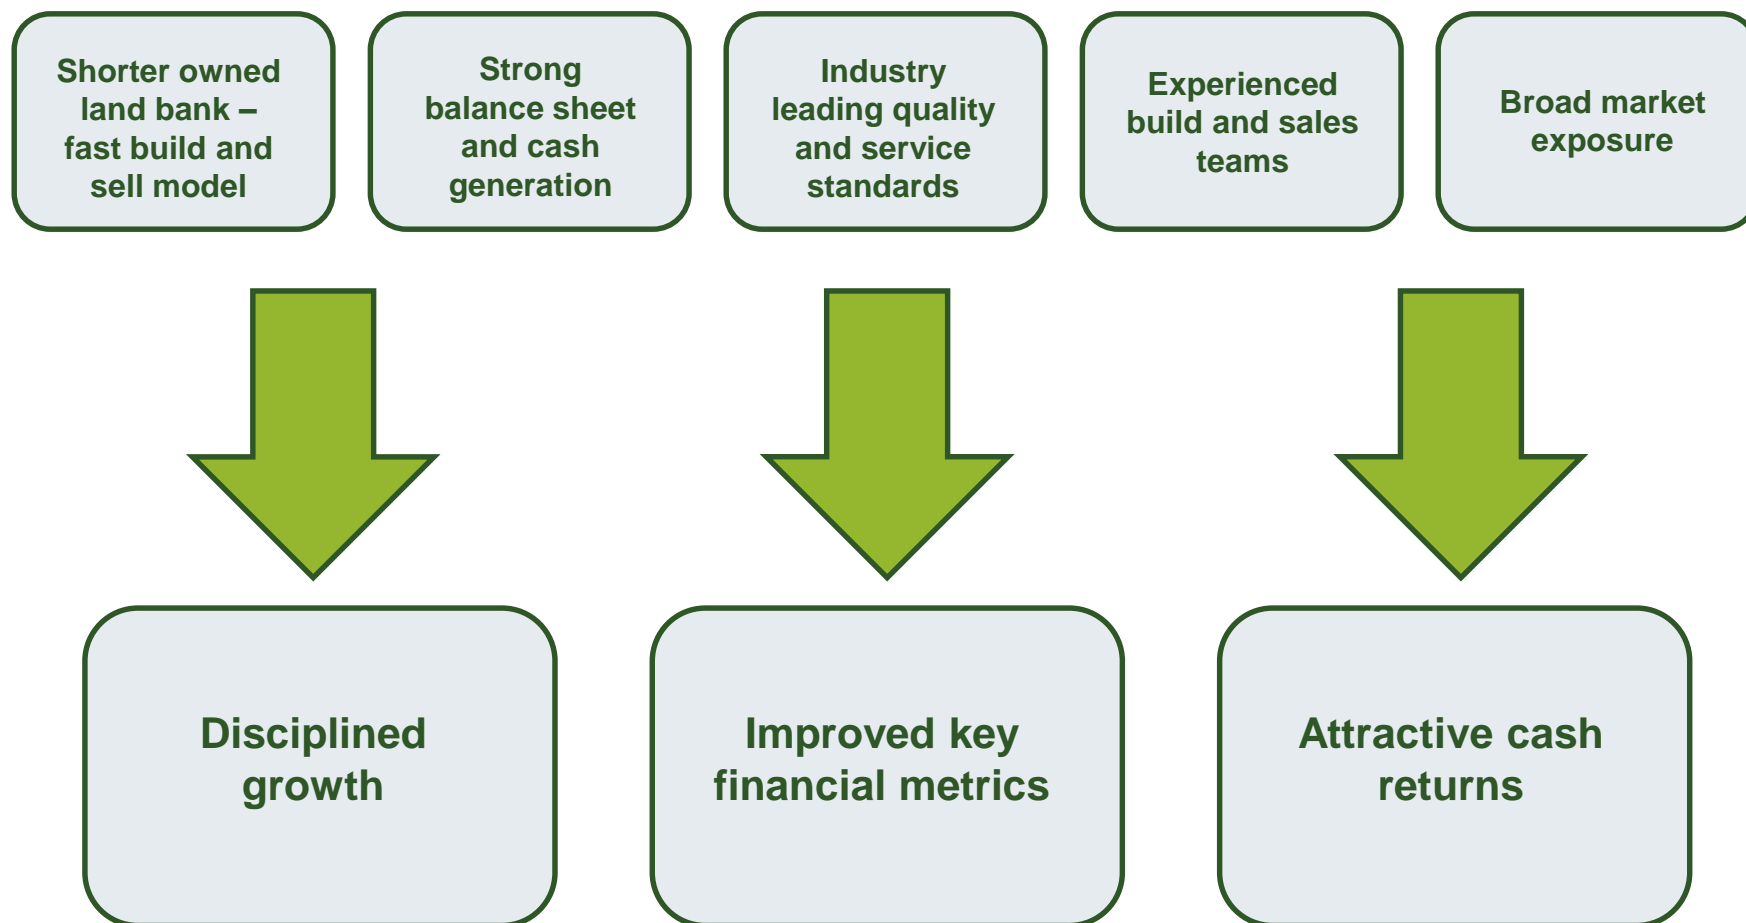 Shorter owned
land bank –
fast build and
sell model
Strong
balance sheet
and cash
generation
Industry
leading quality
and service
standards
Experienced
build and sales
teams
Broad market
exposure
Disciplined
growth
Improved key
financial metrics
Attractive cash
returns